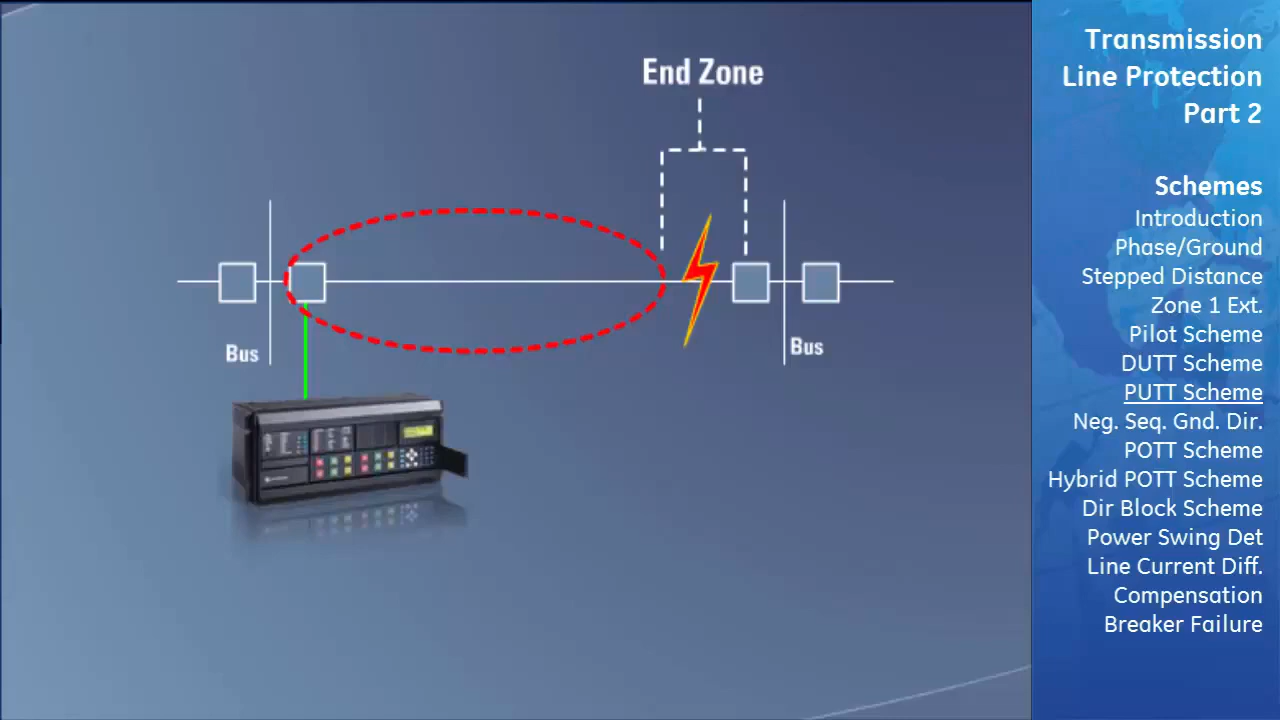 End Zone
Bus
Bus
Transmission
Line Protection
Part 2
Schemes
Introduction
Phase/Ground
Stepped Distance
Zone 1 Ext.
Pilot Scheme
DUTT Scheme
PUTT Scheme
Neg. Seq. Gnd. Dir.
POTT Scheme
Hybrid POTT Scheme
Dir Block Scheme
Power Swing Det
Line Current Diff.
Compensation
Breaker Failure